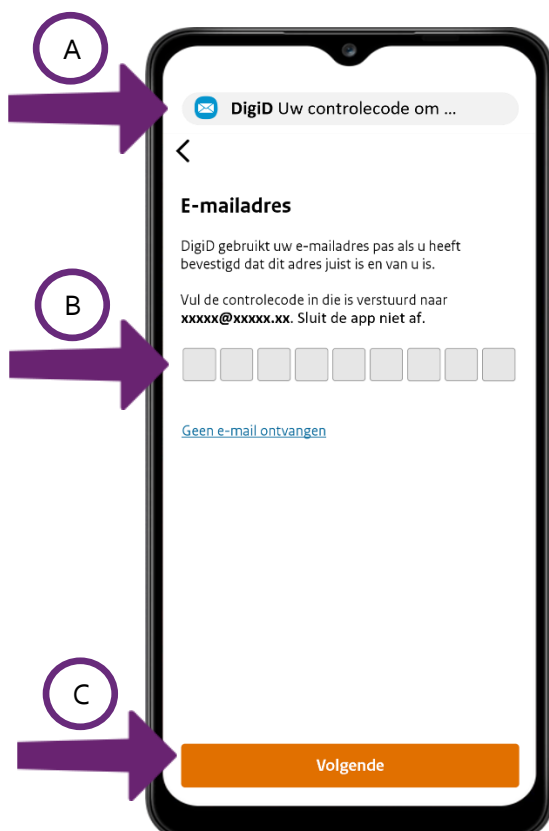 A
DigiD Uw controlecode om ...
E-mailadres
DigiD gebruikt uw e-mailadres pas als u heeft
bevestigd dat dit adres juist is en van u is.
B
Vul de controlecode in die is verstuurd naar
xxxxx@xxxxx.xx. Sluit de app niet af.
Geen e-mail ontvangen
C
Volgende